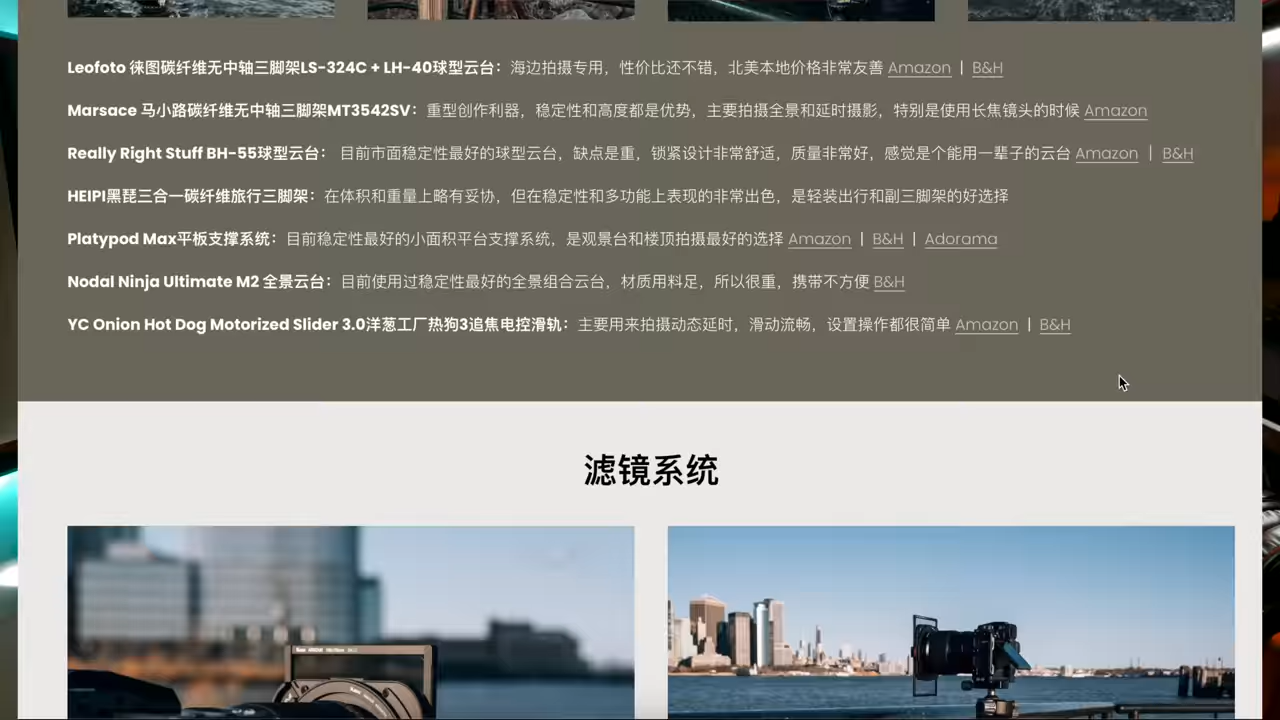 Leofoto 徕图碳纤维无中轴三脚架LS-324C + LH-40球型云台：海边拍摄专用，性价比还不错，北美本地价格非常友善 Amazon | B&H
Marsace 马小路碳纤维无中轴三脚架MT3542SV：重型创作利器，稳定性和高度都是优势，主要拍摄全景和延时摄影，特别是使用长焦镜头的时候 Amazon
Really Right Stuff BH-55球型云台： 目前市面稳定性最好的球型云台，缺点是重，锁紧设计非常舒适，质量非常好，感觉是个能用一辈子的云台 Amazon | B&H
HEIPI黑琵三合一碳纤维旅行三脚架：在体积和重量上略有妥协，但在稳定性和多功能上表现的非常出色，是轻装出行和副三脚架的好选择
Platypod Max平板支撑系统：目前稳定性最好的小面积平台支撑系统，是观景台和楼顶拍摄最好的选择 Amazon | B&H | Adorama
Nodal Ninja Ultimate M2 全景云台：目前使用过稳定性最好的全景组合云台，材质用料足，所以很重，携带不方便 B&H
YC Onion Hot Dog Motorized Slider 3.0洋葱工厂热狗3追焦电控滑轨：主要用来拍摄动态延时，滑动流畅，设置操作都很简单 Amazon | B&H
滤镜系统